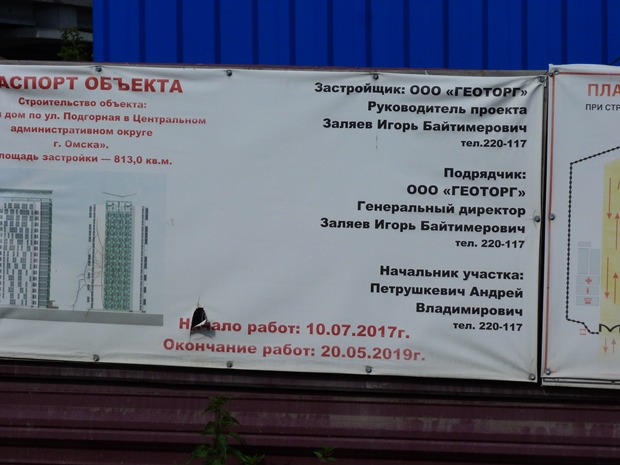 АСПОРТ ОБЪЕКТА
Строительство объекта:
дом по ул. Подгорная в Центральном
административном округе
г. Омска».
лощадь застройки — 813,0 кв.м.
Застройщик: ООО «ГЕОТОРГ»
Руководитель проекта
Заляев Игорь Байтимерович
тел.220-117
Подрядчик:
ООО «ГЕОТОРГ»
Генеральный директор
Заляев Игорь Байтимерович
тел. 220-117
Начальник участка:
Петрушкевич Андрей
Владимирович
тел. 220-117
Начало работ: 10.07.2017г.
Окончание работ: 20.05.2019г.
ПЛА
ПРИ СТР